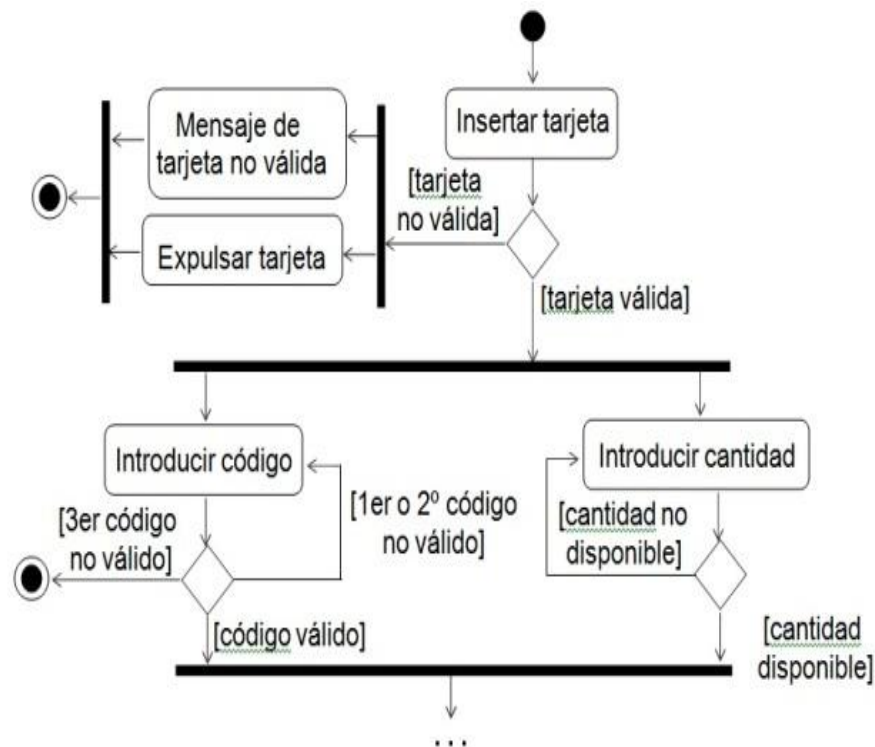 Insertar tarjeta
Mensaje de
tarjeta no válida
[tarjeta
no válida]
Expulsar tarjeta
[tarjeta válida]
Introducir código
Introducir cantidad
[3er código
no válido]
[1er o 2º código
no válido]
[cantidad no
disponible]
[código válido]
[cantidad
disponible]
. . .